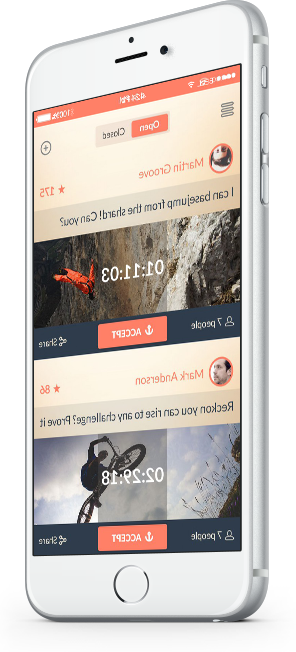 4:24 PM 100%
Open Closed
Martin Groove ★ 175
I can basejump from the shard! Can you?
01:11:03
7 people ACCEPT Share
Mark Anderson ★ 86
Reckon you can rise to any challenge? Prove it
02:29:18
7 people ACCEPT Share